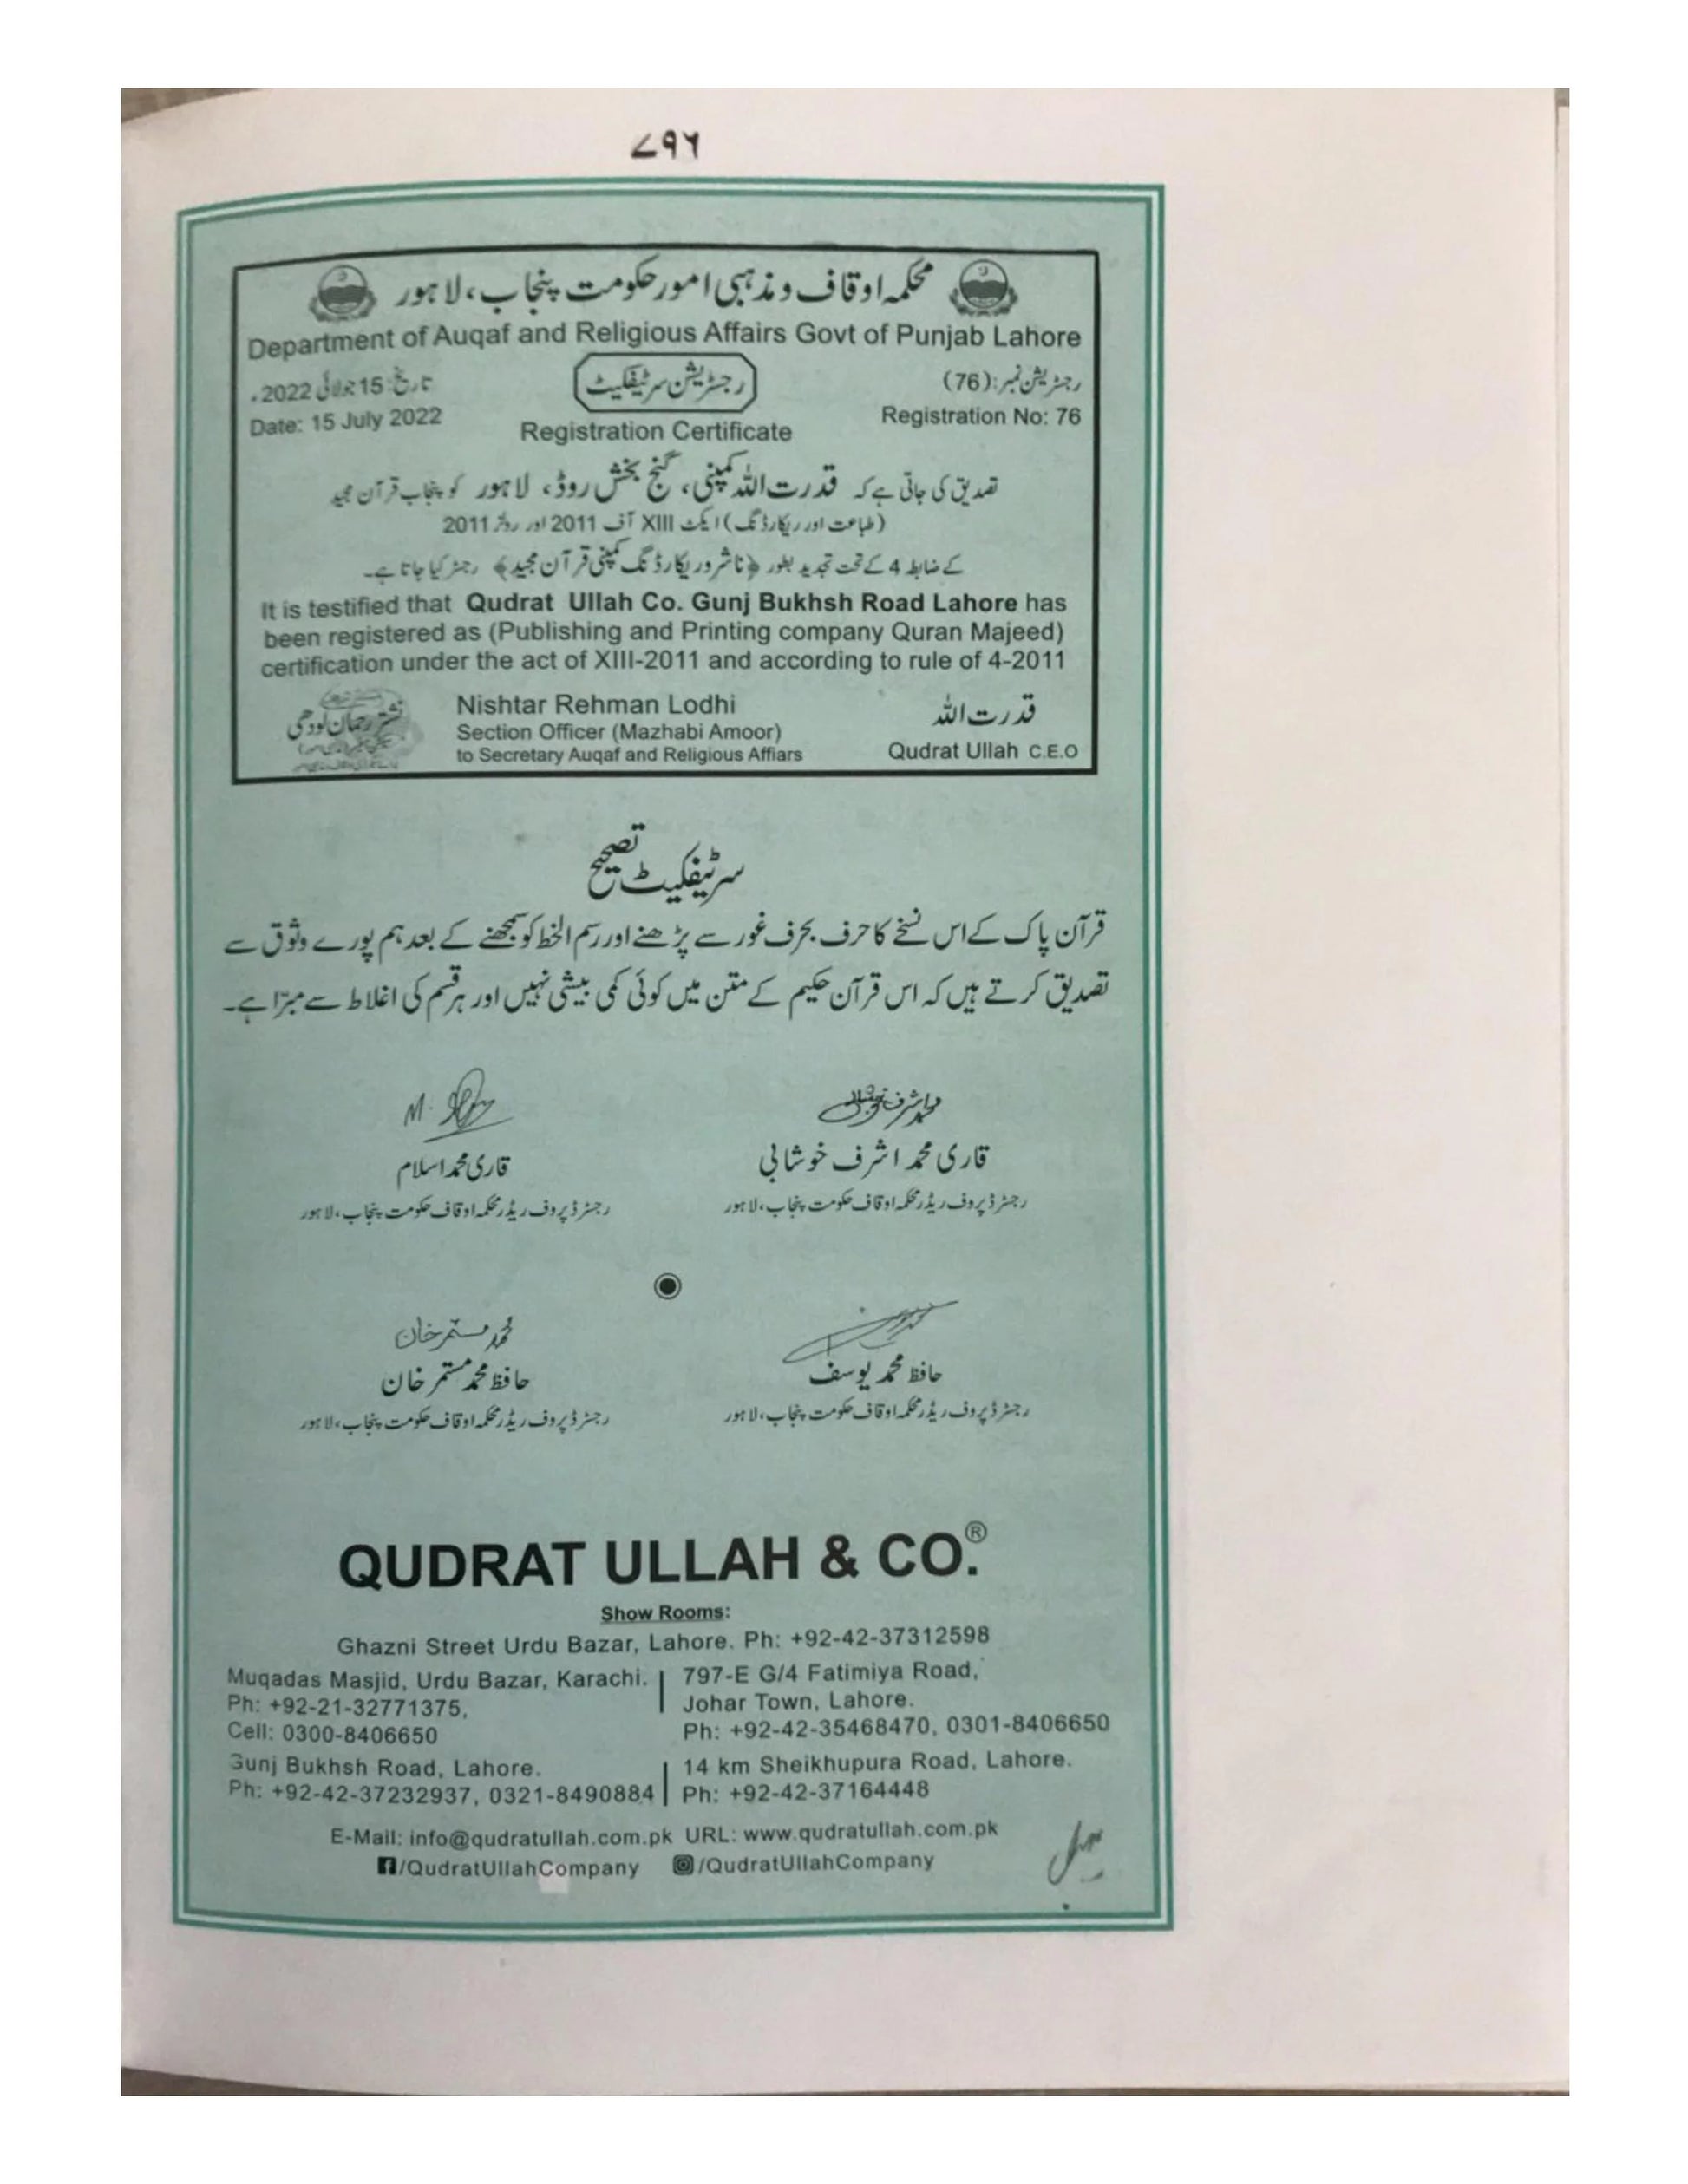 ۷۹۶
محکمہ اوقاف و مذہبی امور حکومت پنجاب، لاہور
Department of Auqaf and Religious Affairs Govt of Punjab Lahore
رجسٹریشن نمبر: (76)
رجسٹریشن سرٹیفکیٹ
تاریخ: 15 جولائی 2022ء
Registration No: 76
Registration Certificate
Date: 15 July 2022
تصدیق کی جاتی ہے کہ قدرت اللہ کمپنی، گنج بخش روڈ، لاہور کو پنجاب قرآن مجید
(طباعت اور ریکارڈنگ) ایکٹ XIII آف 2011 اور رولز 2011
کے ضابطہ 4 کے تحت تجدید بطور ﴿ناشر و ریکارڈنگ کمپنی قرآن مجید﴾ رجسٹر کیا جاتا ہے۔
It is testified that Qudrat Ullah Co. Gunj Bukhsh Road Lahore has
been registered as (Publishing and Printing company Quran Majeed)
certification under the act of XIII-2011 and according to rule of 4-2011
قدرت اللہ
Qudrat Ullah C.E.O
Nishtar Rehman Lodhi
Section Officer (Mazhabi Amoor)
to Secretary Auqaf and Religious Affiars
نشتر رحمان لودھی
سرٹیفکیٹ تصحیح
قرآن پاک کے اس نسخے کا حرف بحرف غور سے پڑھنے اور رسم الخط کو سمجھنے کے بعد ہم پورے وثوق سے
تصدیق کرتے ہیں کہ اس قرآن حکیم کے متن میں کوئی کمی بیشی نہیں اور ہر قسم کی اغلاط سے مبرّا ہے۔
قاری محمد اشرف خوشابی
رجسٹرڈ پروف ریڈر محکمہ اوقاف حکومت پنجاب، لاہور
قاری محمد اسلام
رجسٹرڈ پروف ریڈر محکمہ اوقاف حکومت پنجاب، لاہور
حافظ محمد یوسف
رجسٹرڈ پروف ریڈر محکمہ اوقاف حکومت پنجاب، لاہور
محمد مستمر خان
حافظ محمد مستمر خان
رجسٹرڈ پروف ریڈر محکمہ اوقاف حکومت پنجاب، لاہور
QUDRAT ULLAH & CO.®
Show Rooms:
Ghazni Street Urdu Bazar, Lahore. Ph: +92-42-37312598
Muqadas Masjid, Urdu Bazar, Karachi.
Ph: +92-21-32771375,
Cell: 0300-8406650
797-E G/4 Fatimiya Road,
Johar Town, Lahore.
Ph: +92-42-35468470, 0301-8406650
Gunj Bukhsh Road, Lahore.
Ph: +92-42-37232937, 0321-8490884
14 km Sheikhupura Road, Lahore.
Ph: +92-42-37164448
E-Mail: info@qudratullah.com.pk URL: www.qudratullah.com.pk
/QudratUllahCompany /QudratUllahCompany